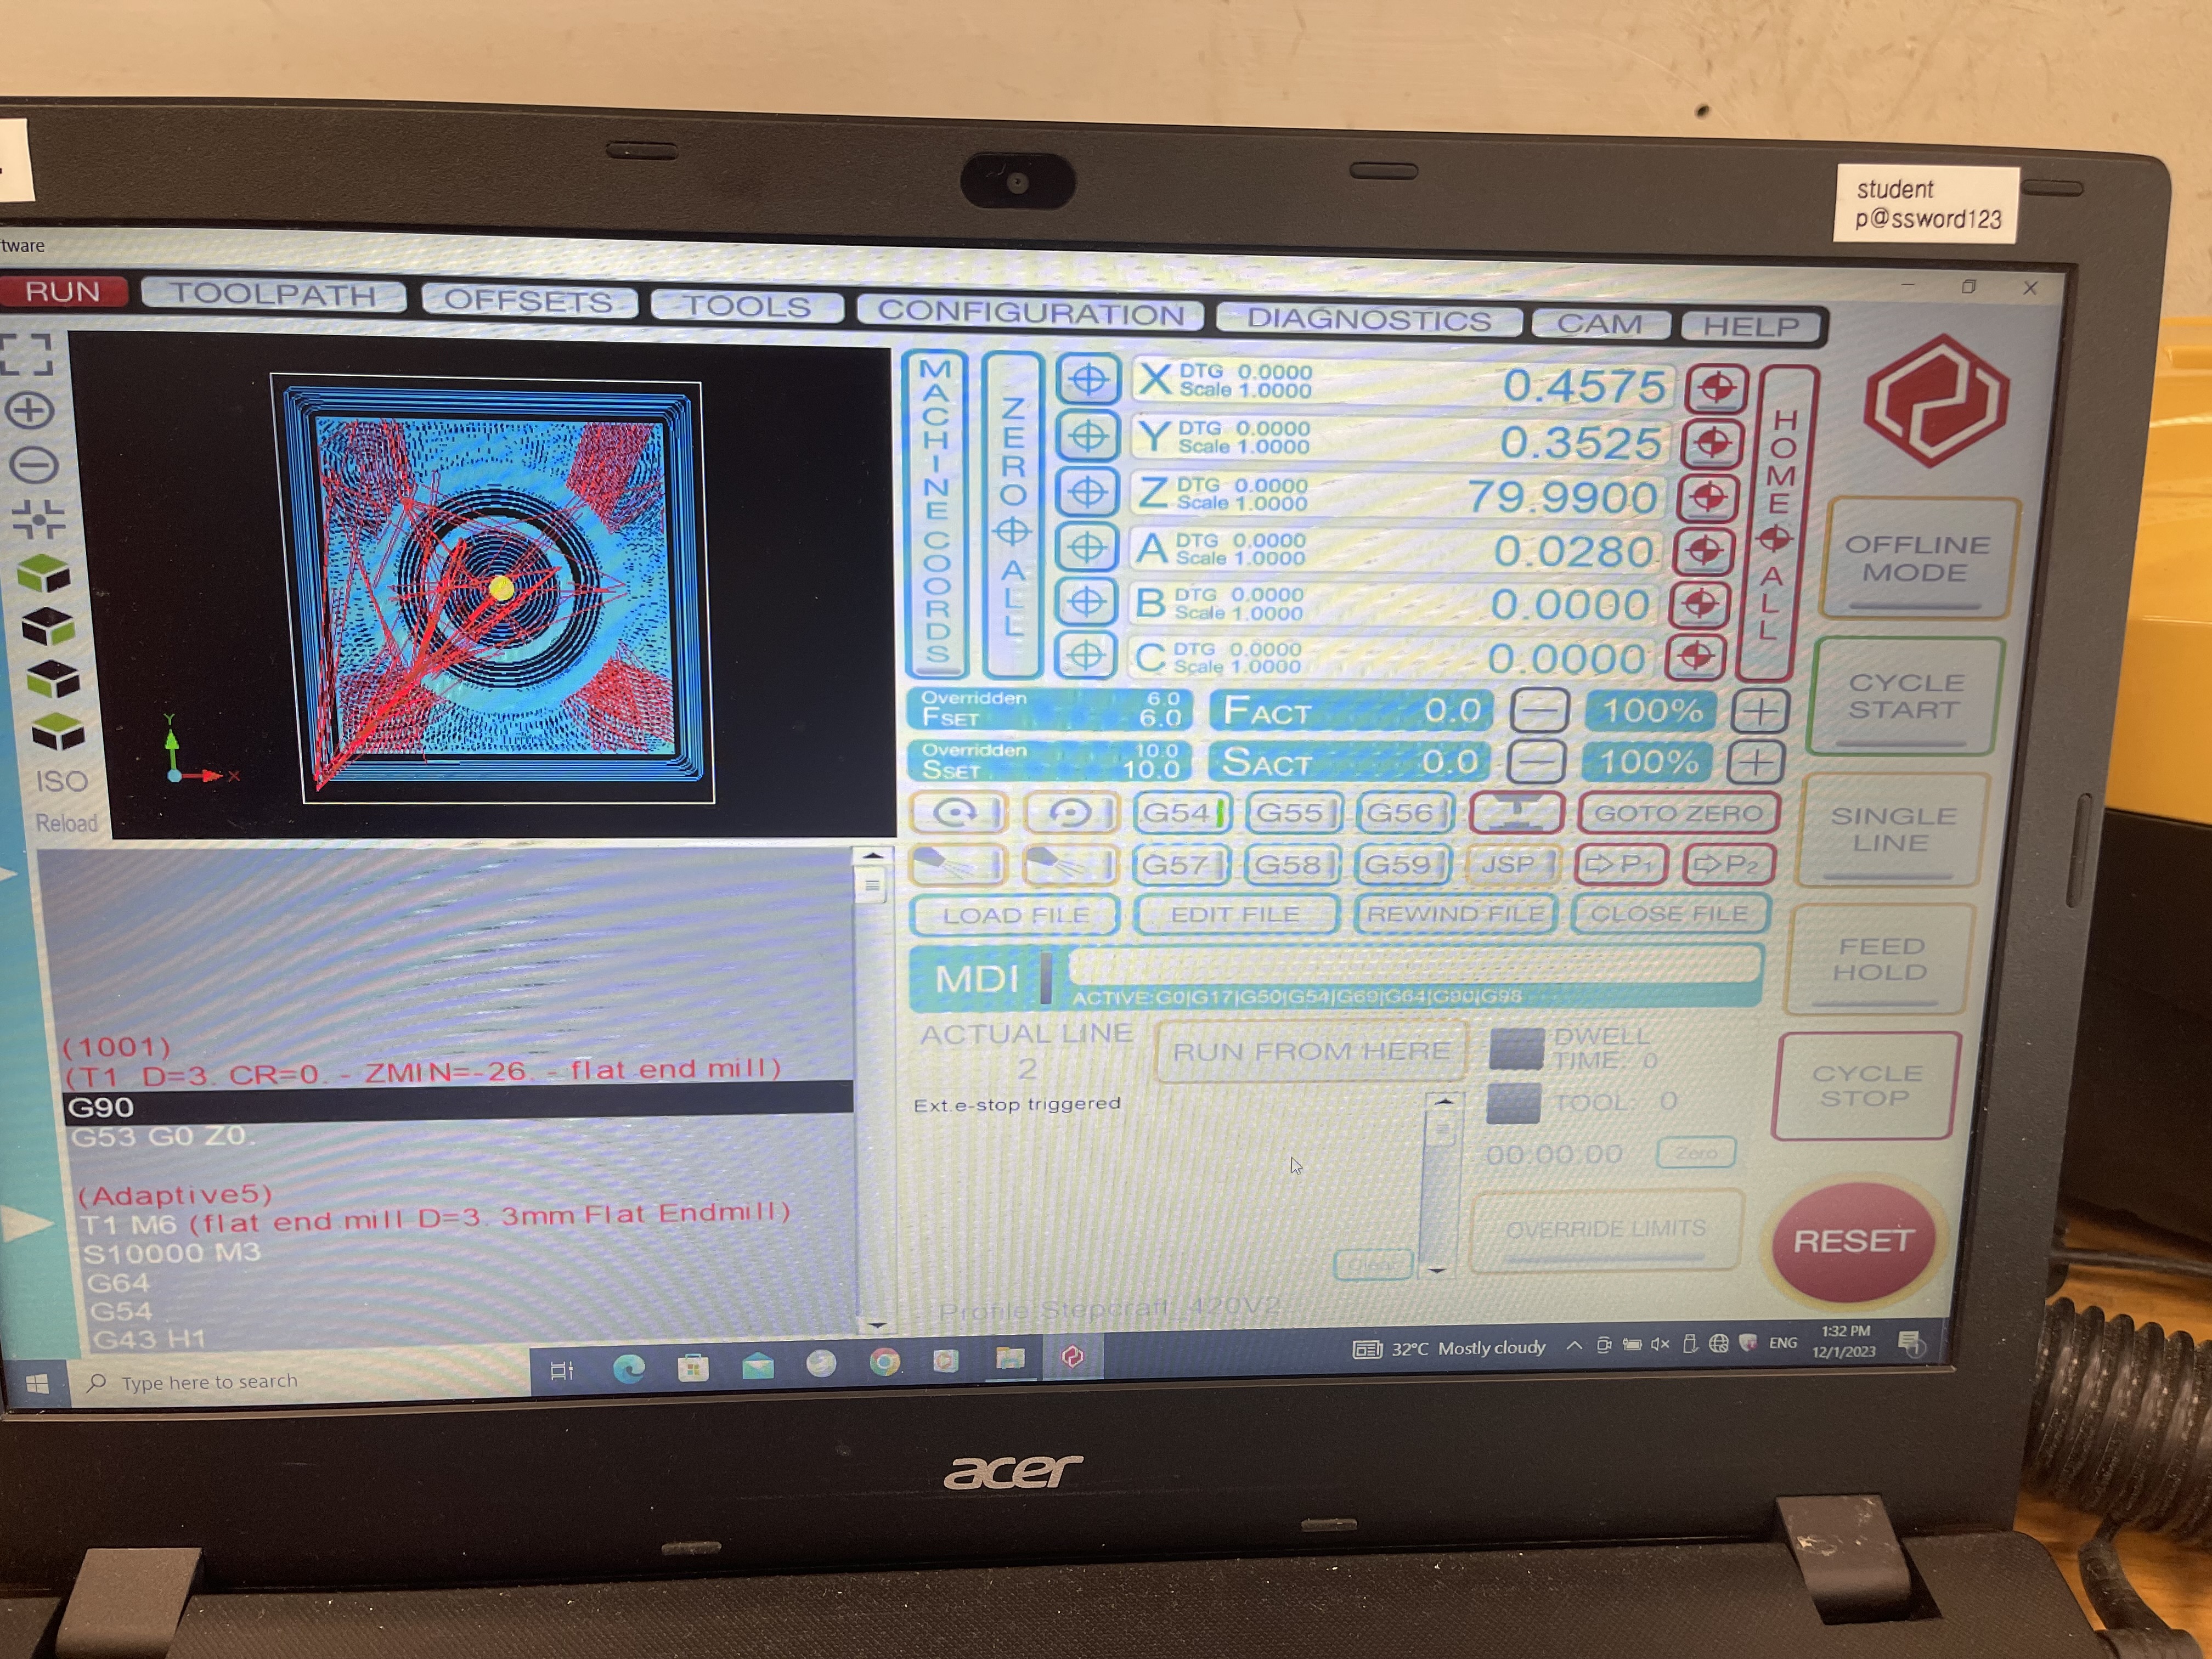 student
p@ssword123
tware
RUN
TOOLPATH
OFFSETS
TOOLS
CONFIGURATION
DIAGNOSTICS
CAM
HELP
MACHINE COORDS
ZERO ALL
X DTG 0.0000 Scale 1.0000 0.4575
Y DTG 0.0000 Scale 1.0000 0.3525
Z DTG 0.0000 Scale 1.0000 79.9900
A DTG 0.0000 Scale 1.0000 0.0280
B DTG 0.0000 Scale 1.0000 0.0000
C DTG 0.0000 Scale 1.0000 0.0000
HOME ALL
OFFLINE
MODE
CYCLE
START
SINGLE
LINE
FEED
HOLD
CYCLE
STOP
RESET
Y
X
ISO
Reload
Overridden 6.0
FSET 6.0
FACT 0.0
100%
Overridden 10.0
SSET 10.0
SACT 0.0
100%
G54 G55 G56 GOTO ZERO
G57 G58 G59 JSP P1 P2
LOAD FILE EDIT FILE REWIND FILE CLOSE FILE
MDI
ACTIVE:G0|G17|G50|G54|G69|G64|G90|G98
ACTUAL LINE
2
RUN FROM HERE
DWELL
TIME: 0
TOOL 0
Ext.e-stop triggered
00:00:00 Zero
OVERRIDE LIMITS
Clear
Profile:Stepcraft_420V2
(1001)
(T1 D=3. CR=0. - ZMIN=-26. - flat end mill)
G90
G53 G0 Z0.
(Adaptive5)
T1 M6 (flat end mill D=3. 3mm Flat Endmill)
S10000 M3
G64
G54
G43 H1
Type here to search
32°C Mostly cloudy
ENG
1:32 PM
12/1/2023
1
acer